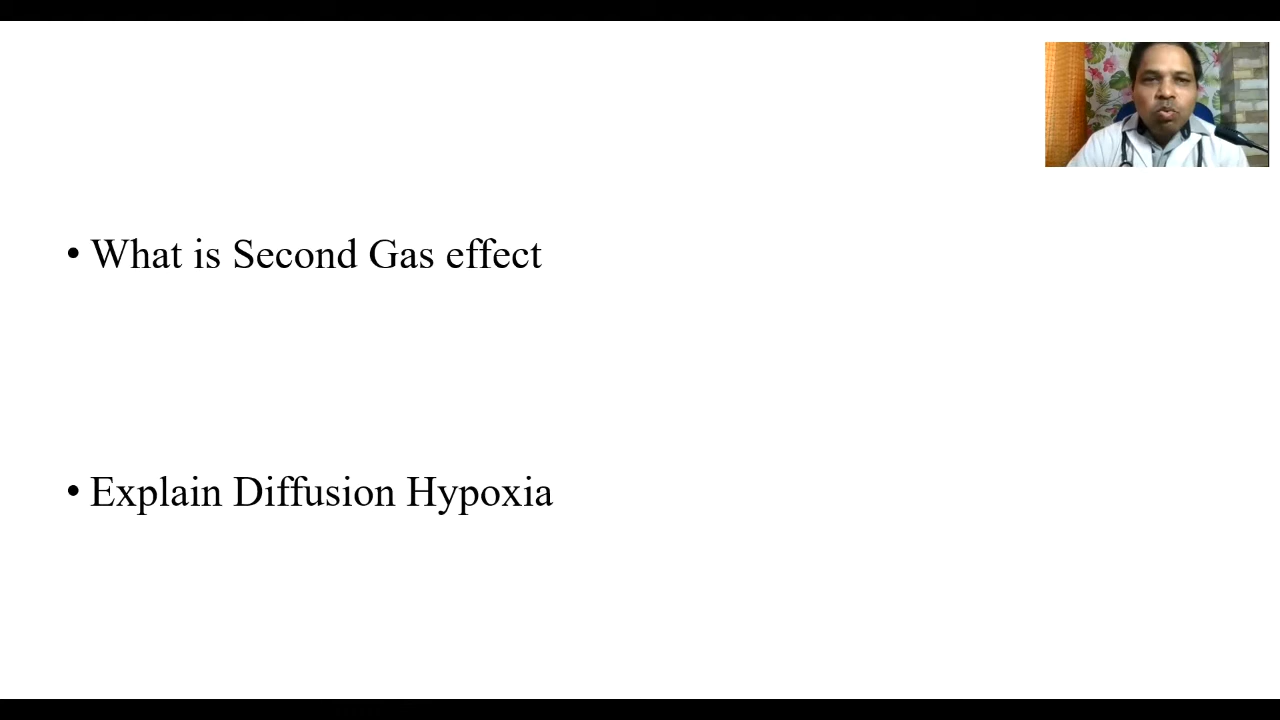 • What is Second Gas effect
• Explain Diffusion Hypoxia